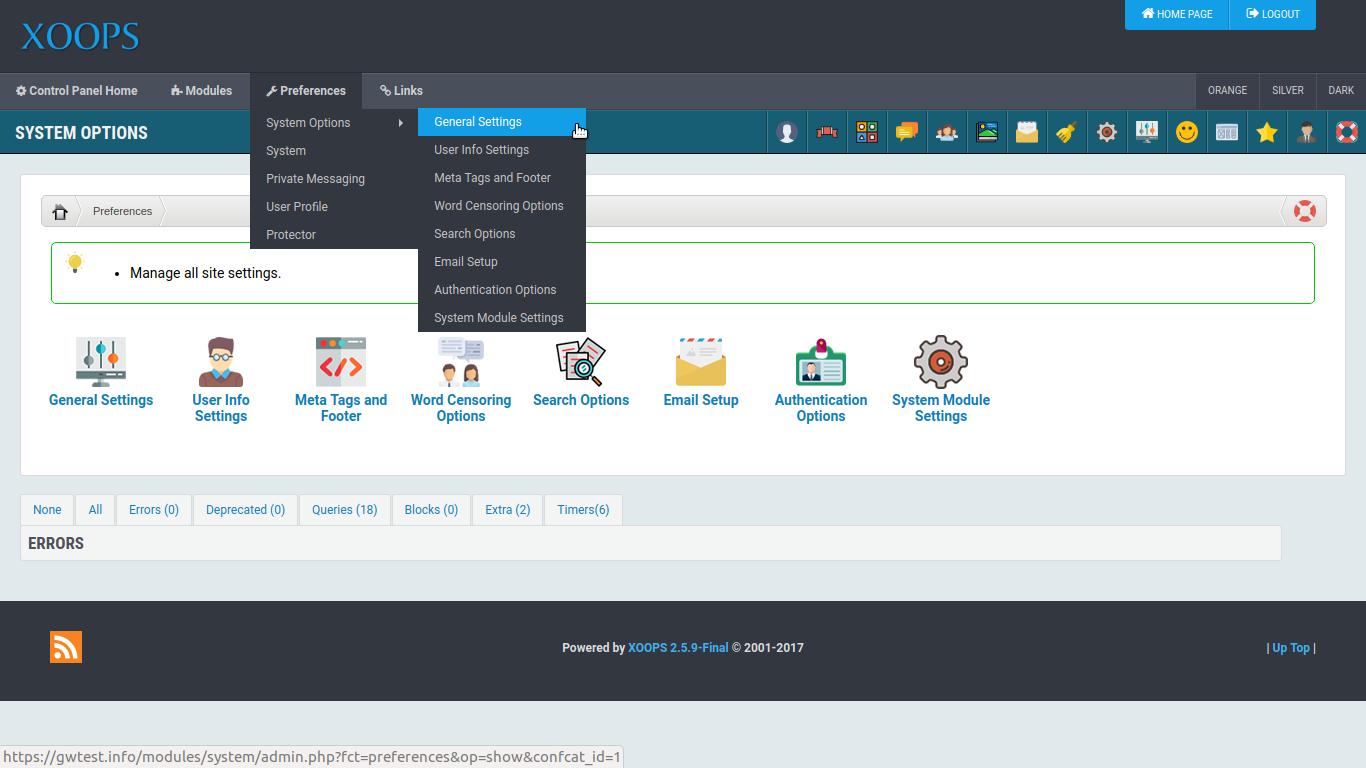 XOOPS
HOME PAGE
LOGOUT
Control Panel Home
Modules
Preferences
Links
ORANGE
SILVER
DARK
SYSTEM OPTIONS
System Options
System
Private Messaging
User Profile
Protector
General Settings
User Info Settings
Meta Tags and Footer
Word Censoring Options
Search Options
Email Setup
Authentication Options
System Module Settings
Preferences
Manage all site settings.
General Settings
User Info
Settings
Meta Tags and
Footer
Word Censoring
Options
Search Options
Email Setup
Authentication
Options
System Module
Settings
None
All
Errors (0)
Deprecated (0)
Queries (18)
Blocks (0)
Extra (2)
Timers(6)
ERRORS
Powered by XOOPS 2.5.9-Final © 2001-2017
| Up Top |
https://gwtest.info/modules/system/admin.php?fct=preferences&op=show&confcat_id=1